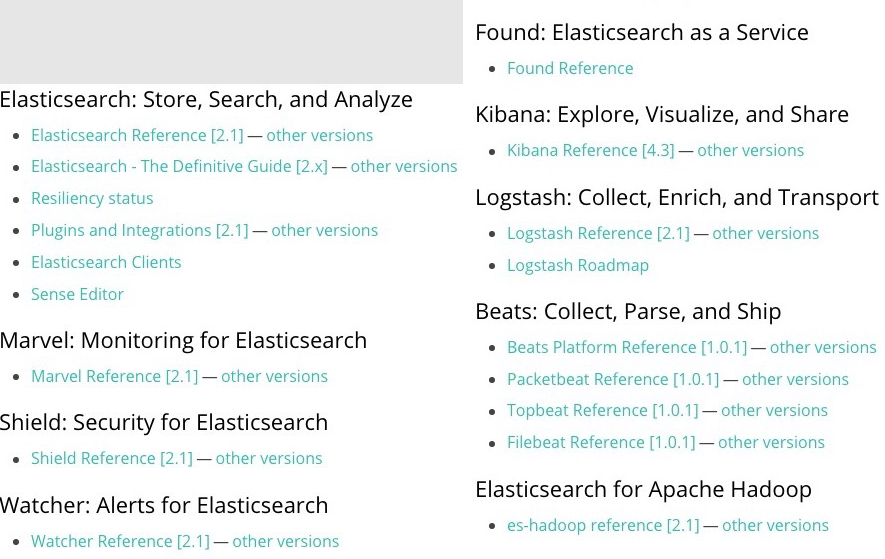 Elasticsearch: Store, Search, and Analyze
Elasticsearch Reference [2.1] — other versions
Elasticsearch - The Definitive Guide [2.x] — other versions
Resiliency status
Plugins and Integrations [2.1] — other versions
Elasticsearch Clients
Sense Editor
Marvel: Monitoring for Elasticsearch
Marvel Reference [2.1] — other versions
Shield: Security for Elasticsearch
Shield Reference [2.1] — other versions
Watcher: Alerts for Elasticsearch
Watcher Reference [2.1] — other versions
Found: Elasticsearch as a Service
Found Reference
Kibana: Explore, Visualize, and Share
Kibana Reference [4.3] — other versions
Logstash: Collect, Enrich, and Transport
Logstash Reference [2.1] — other versions
Logstash Roadmap
Beats: Collect, Parse, and Ship
Beats Platform Reference [1.0.1] — other versions
Packetbeat Reference [1.0.1] — other versions
Topbeat Reference [1.0.1] — other versions
Filebeat Reference [1.0.1] — other versions
Elasticsearch for Apache Hadoop
es-hadoop reference [2.1] — other versions